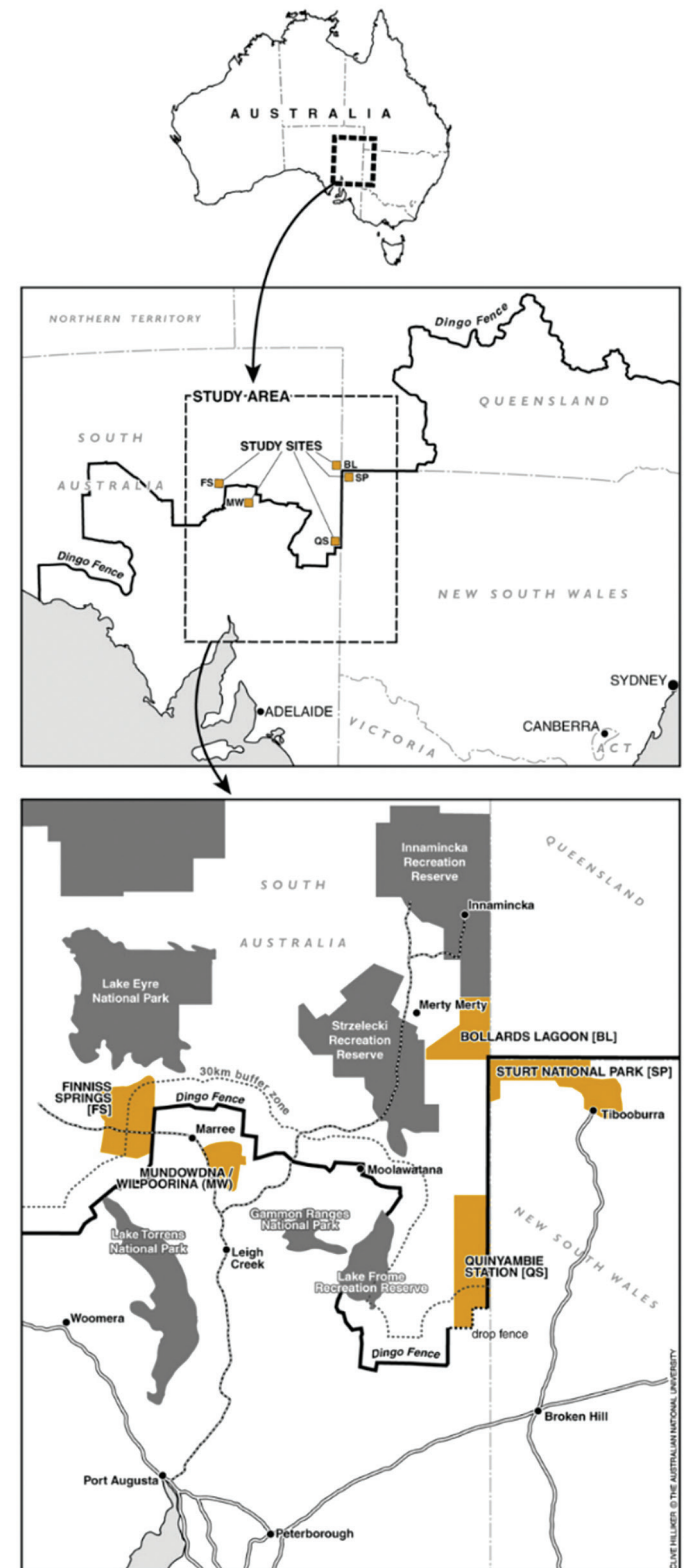 AUSTRALIA
NORTHERN TERRITORY
Dingo Fence
QUEENSLAND
STUDY AREA
SOUTH
AUSTRALIA
STUDY SITES
BL
SP
FS
MW
QS
Dingo Fence
NEW SOUTH WALES
SYDNEY
ADELAIDE
CANBERRA
VICTORIA
ACT
Innamincka
Recreation
Reserve
QUEENSLAND
SOUTH
AUSTRALIA
Innamincka
Lake Eyre
National Park
Merty Merty
Strzelecki
Recreation
Reserve
BOLLARDS LAGOON [BL]
STURT NATIONAL PARK [SP]
FINNISS
SPRINGS
[FS]
30km buffer zone
Dingo Fence
Tibooburra
Marree
MUNDOWDNA /
WILPOORINA (MW)
Moolawatana
Gammon Ranges
National Park
NEW SOUTH WALES
Lake Torrens
National Park
Leigh
Creek
QUINYAMBIE
STATION [QS]
Lake Frome
Recreation Reserve
Woomera
drop fence
Dingo Fence
Broken Hill
Port Augusta
Peterborough
CLIVE HILLIKER © THE AUSTRALIAN NATIONAL UNIVERSITY